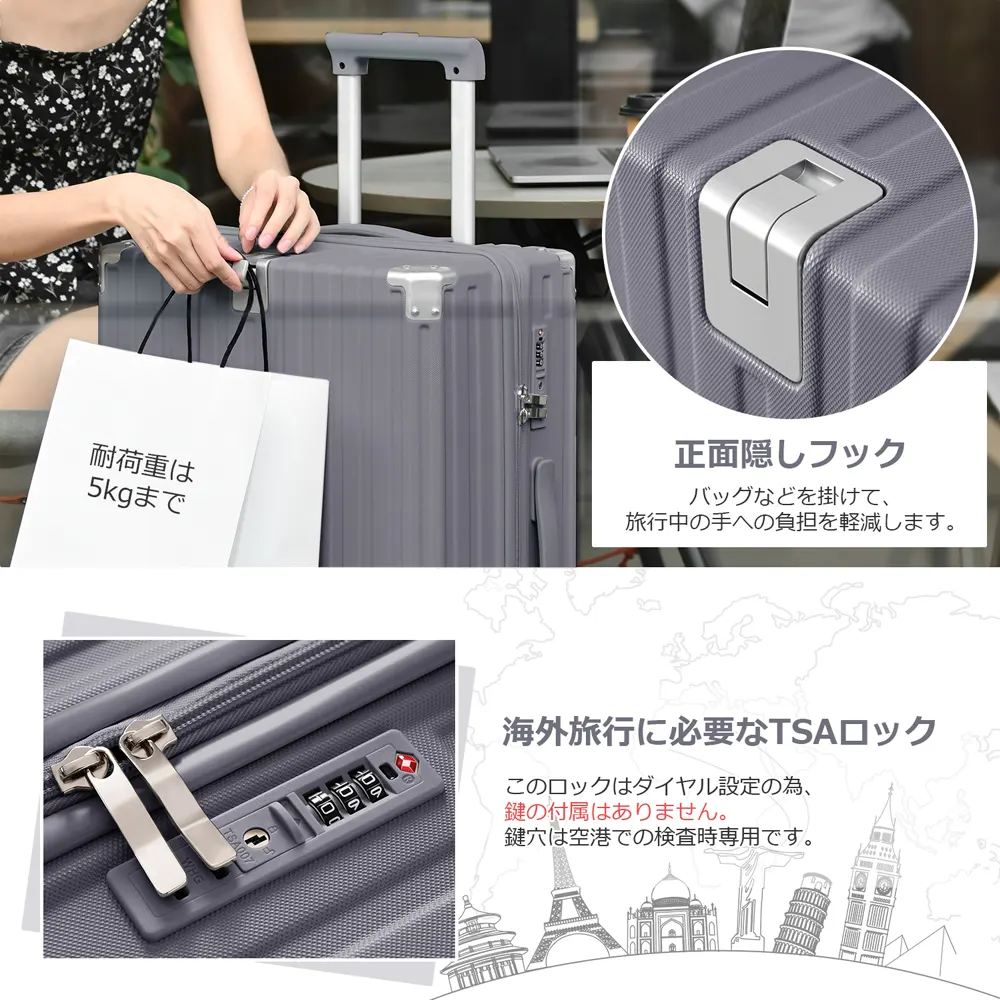 耐荷重は
5kgまで
正面隠しフック
バッグなどを掛けて、
旅行中の手への負担を軽減します。
海外旅行に必要なTSAロック
このロックはダイヤル設定の為、
鍵の付属はありません。
鍵穴は空港での検査時専用です。